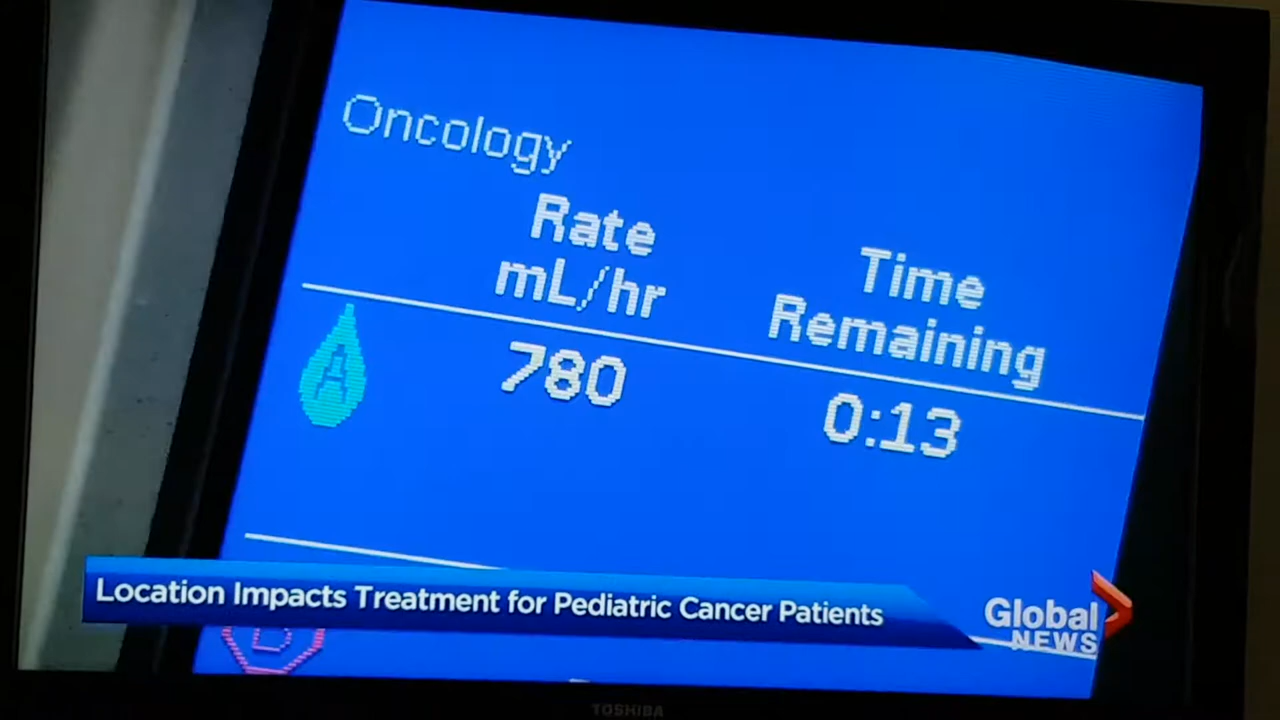 Oncology
Rate
mL/hr
Time
Remaining
A
780
0:13
Location Impacts Treatment for Pediatric Cancer Patients
Global
NEWS
B
TOSHIBA